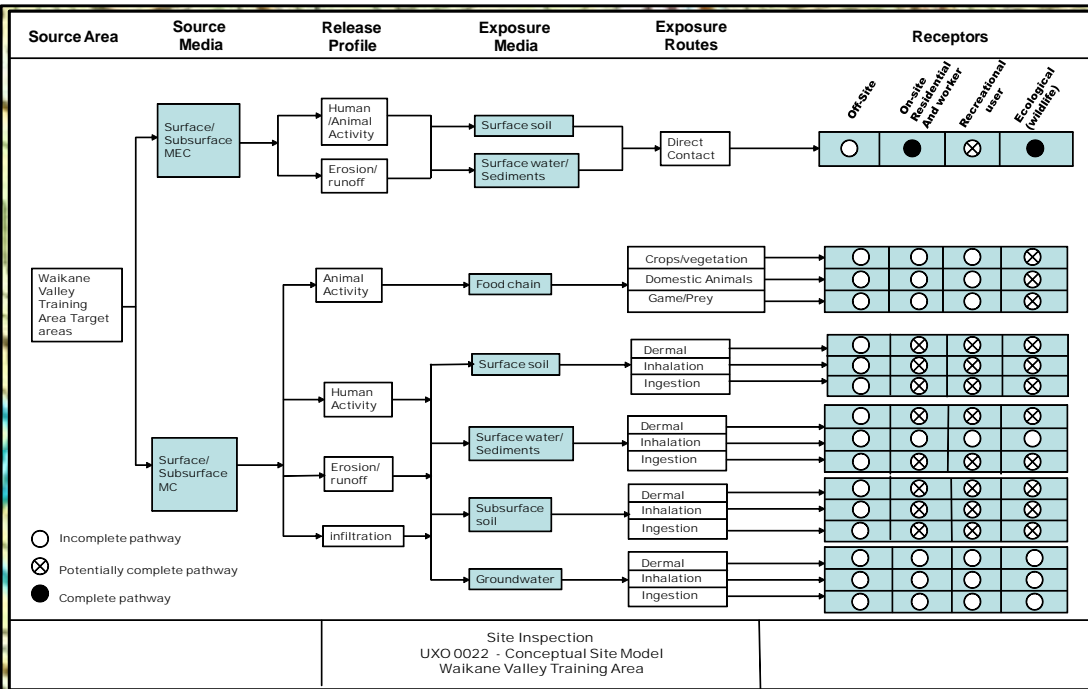 Source Area
Source
Media
Release
Profile
Exposure
Media
Exposure
Routes
Receptors
Off-Site
On-site
Residential
And worker
Recreational
user
Ecological
(wildlife)
Surface/
Subsurface
MEC
Human
/Animal
Activity
Erosion/
runoff
Surface soil
Surface water/
Sediments
Direct
Contact
Waikane
Valley
Training
Area Target
areas
Animal
Activity
Food chain
Crops/vegetation
Domestic Animals
Game/Prey
Surface/
Subsurface
MC
Human
Activity
Erosion/
runoff
infiltration
Surface soil
Dermal
Inhalation
Ingestion
Surface water/
Sediments
Dermal
Inhalation
Ingestion
Subsurface
soil
Dermal
Inhalation
Ingestion
Groundwater
Dermal
Inhalation
Ingestion
Incomplete pathway
Potentially complete pathway
Complete pathway
Site Inspection
UXO 0022 - Conceptual Site Model
Waikane Valley Training Area